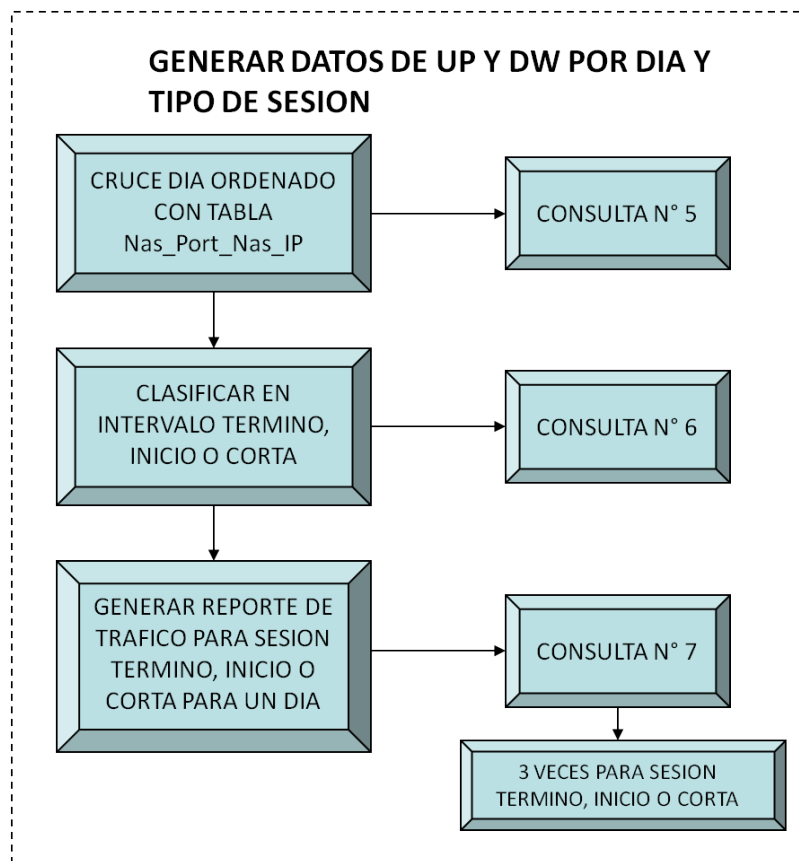 GENERAR DATOS DE UP Y DW POR DIA Y
TIPO DE SESION
CRUCE DIA ORDENADO
CON TABLA
Nas_Port_Nas_IP
CONSULTA N° 5
CLASIFICAR EN
INTERVALO TERMINO,
INICIO O CORTA
CONSULTA N° 6
GENERAR REPORTE DE
TRAFICO PARA SESION
TERMINO, INICIO O
CORTA PARA UN DIA
CONSULTA N° 7
3 VECES PARA SESION
TERMINO, INICIO O CORTA